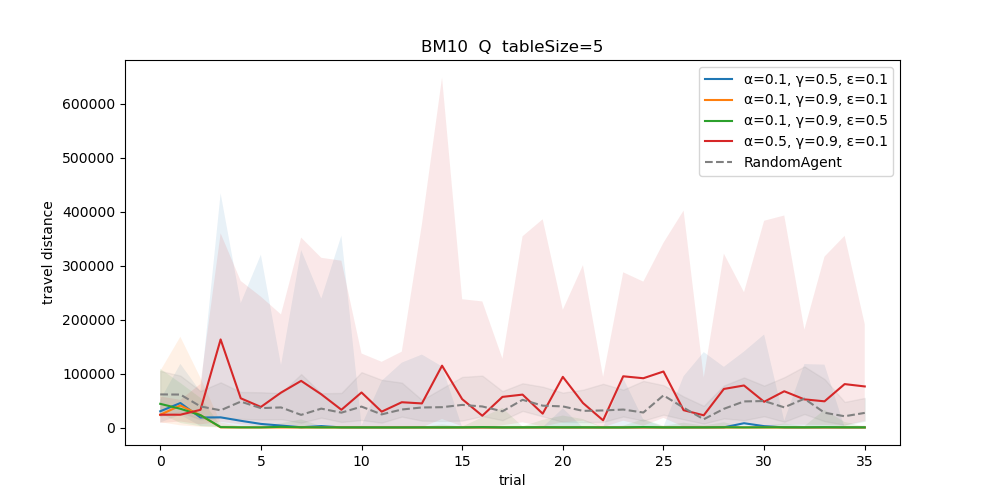 BM10  Q  tableSize=5
600000
500000
400000
300000
200000
100000
0
travel distance
α=0.1, γ=0.5, ε=0.1
α=0.1, γ=0.9, ε=0.1
α=0.1, γ=0.9, ε=0.5
α=0.5, γ=0.9, ε=0.1
RandomAgent
0 5 10 15 20 25 30 35
trial